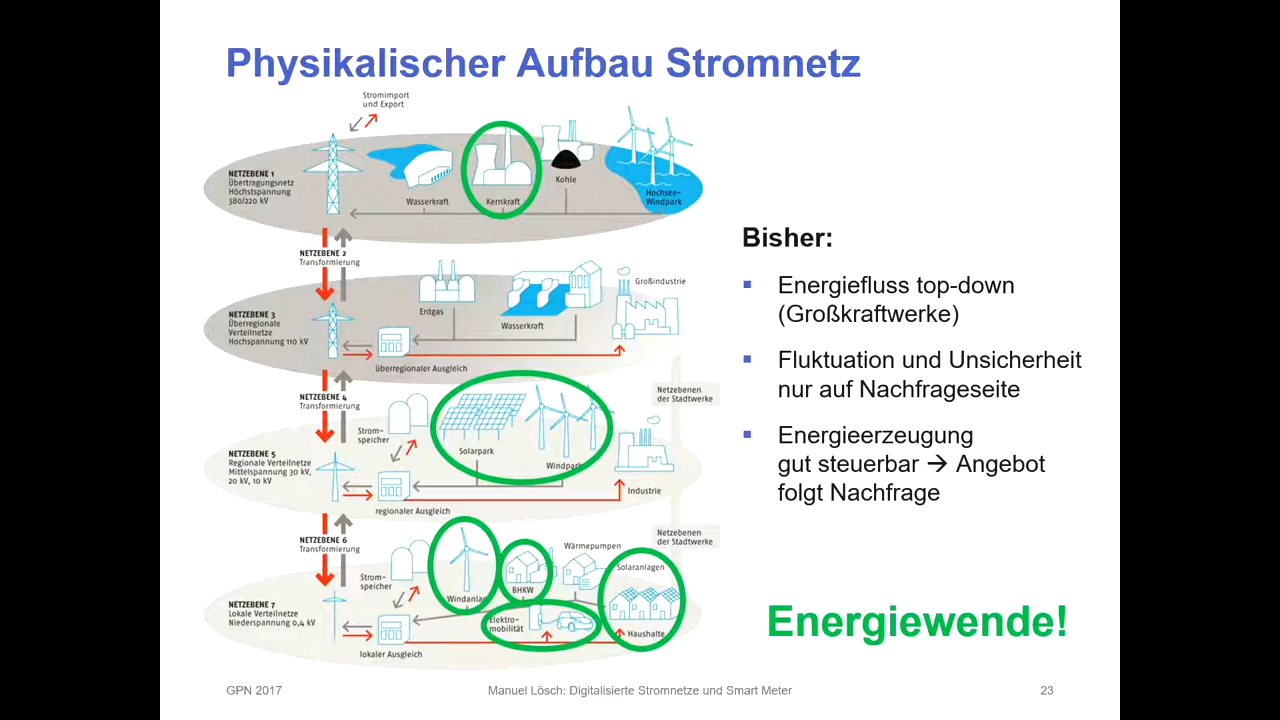 Physikalischer Aufbau Stromnetz
Stromimport
und Export
NETZEBENE 1
Übertragungsnetz
Höchstspannung
380/220 kV
Wasserkraft
Kernkraft
Kohle
Hochsee-
Windpark
NETZEBENE 2
Transformierung
NETZEBENE 3
Überregionale
Verteilnetze
Hochspannung 110 kV
Erdgas
Wasserkraft
Großindustrie
überregionaler Ausgleich
NETZEBENE 4
Transformierung
Netzebenen
der Stadtwerke
Strom-
speicher
Solarpark
Windpark
NETZEBENE 5
Regionale Verteilnetze
Mittelspannung 30 kV,
20 kV, 10 kV
Industrie
regionaler Ausgleich
NETZEBENE 6
Transformierung
Netzebenen
der Stadtwerke
Wärmepumpen
Solaranlagen
Strom-
speicher
Windanlage
BHKW
NETZEBENE 7
Lokale Verteilnetze
Niederspannung 0,4 kV
Elektro-
mobilität
Haushalte
lokaler Ausgleich
Bisher:
▪ Energiefluss top-down
(Großkraftwerke)
▪ Fluktuation und Unsicherheit
nur auf Nachfrageseite
▪ Energieerzeugung
gut steuerbar → Angebot
folgt Nachfrage
Energiewende!
GPN 2017
Manuel Lösch: Digitalisierte Stromnetze und Smart Meter
23